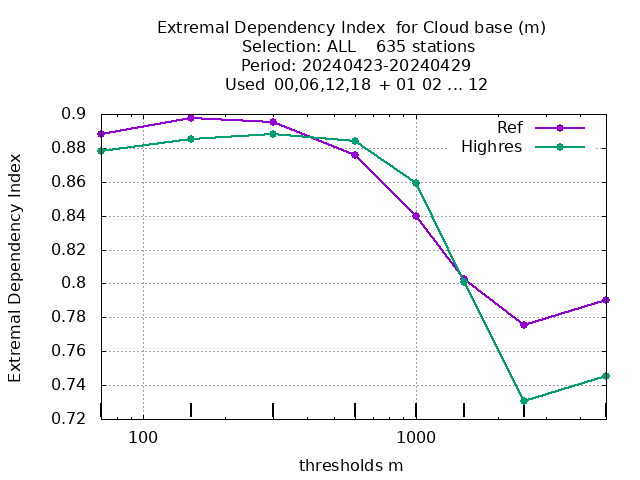 Extremal Dependency Index  for Cloud base (m)
Selection: ALL    635 stations
Period: 20240423-20240429
Used  00,06,12,18  + 01 02 ... 12
Ref
Highres
0.9
0.88
0.86
0.84
0.82
0.8
0.78
0.76
0.74
0.72
Extremal Dependency Index
100
1000
thresholds m